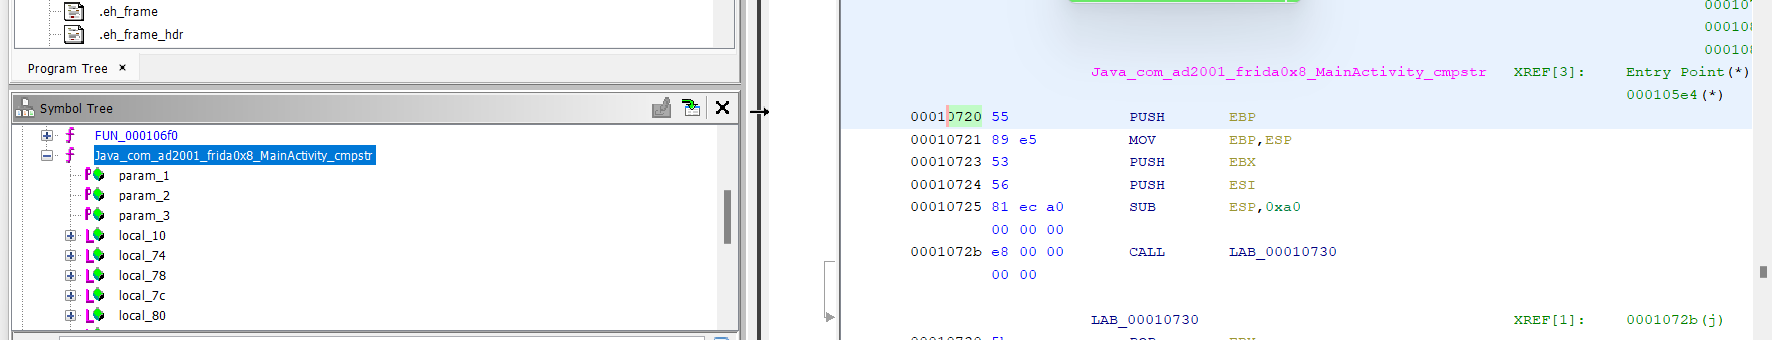 .eh_frame
.eh_frame_hdr
Program Tree ×
Symbol Tree
FUN_000106f0
Java_com_ad2001_frida0x8_MainActivity_cmpstr
param_1
param_2
param_3
local_10
local_74
local_78
local_7c
local_80
Java_com_ad2001_frida0x8_MainActivity_cmpstr XREF[3]: Entry Point(*)
000105e4(*)
00010720 55 PUSH EBP
00010721 89 e5 MOV EBP,ESP
00010723 53 PUSH EBX
00010724 56 PUSH ESI
00010725 81 ec a0 SUB ESP,0xa0
00 00 00
0001072b e8 00 00 CALL LAB_00010730
00 00
LAB_00010730 XREF[1]: 0001072b(j)